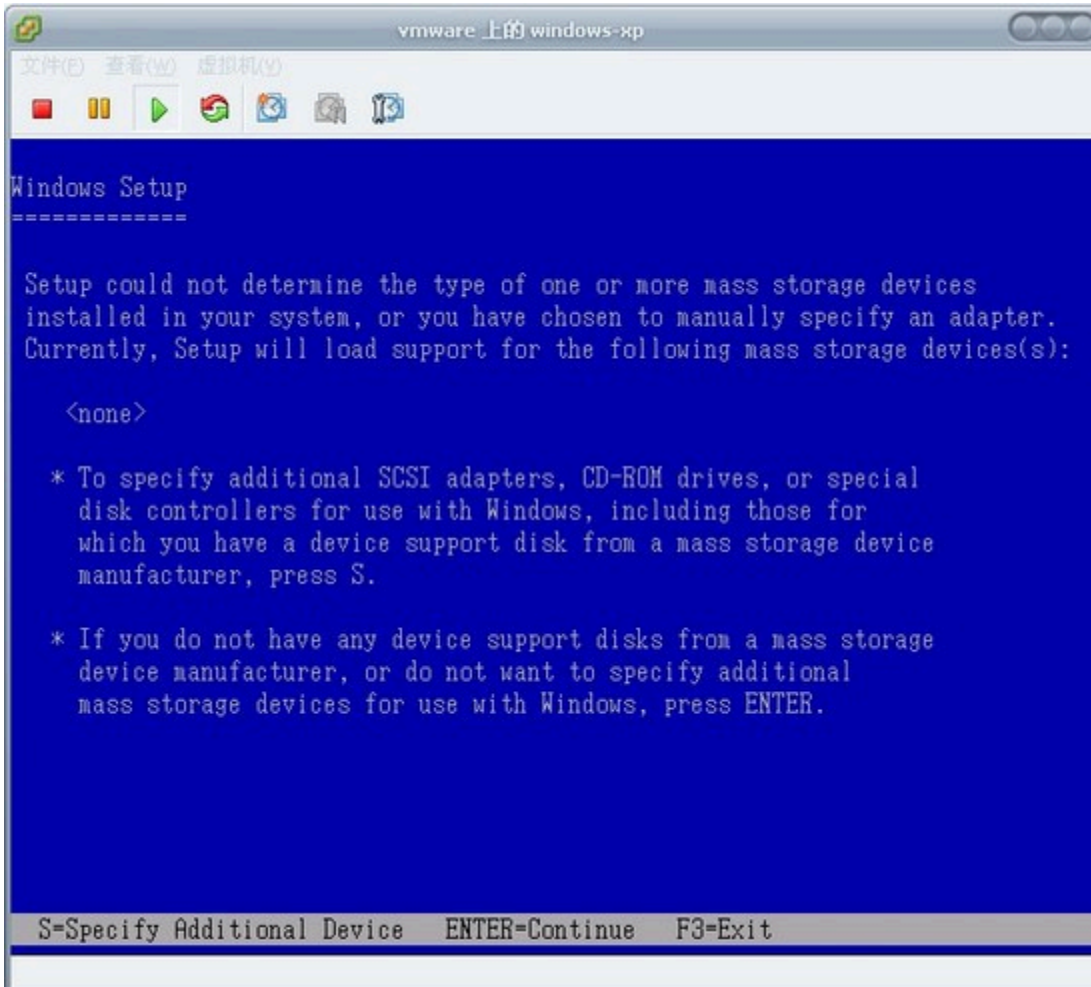 vmware 上的 windows-xp
文件(F) 查看(W) 虚拟机(V)
Windows Setup
=============
Setup could not determine the type of one or more mass storage devices
installed in your system, or you have chosen to manually specify an adapter.
Currently, Setup will load support for the following mass storage devices(s):
<none>
* To specify additional SCSI adapters, CD-ROM drives, or special
disk controllers for use with Windows, including those for
which you have a device support disk from a mass storage device
manufacturer, press S.
* If you do not have any device support disks from a mass storage
device manufacturer, or do not want to specify additional
mass storage devices for use with Windows, press ENTER.
S=Specify Additional Device ENTER=Continue F3=Exit